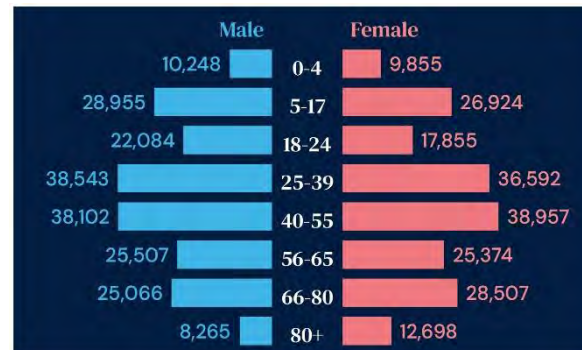 Male Female
10,248 0-4 9,855
28,955 5-17 26,924
22,084 18-24 17,855
38,543 25-39 36,592
38,102 40-55 38,957
25,507 56-65 25,374
25,066 66-80 28,507
8,265 80+ 12,698